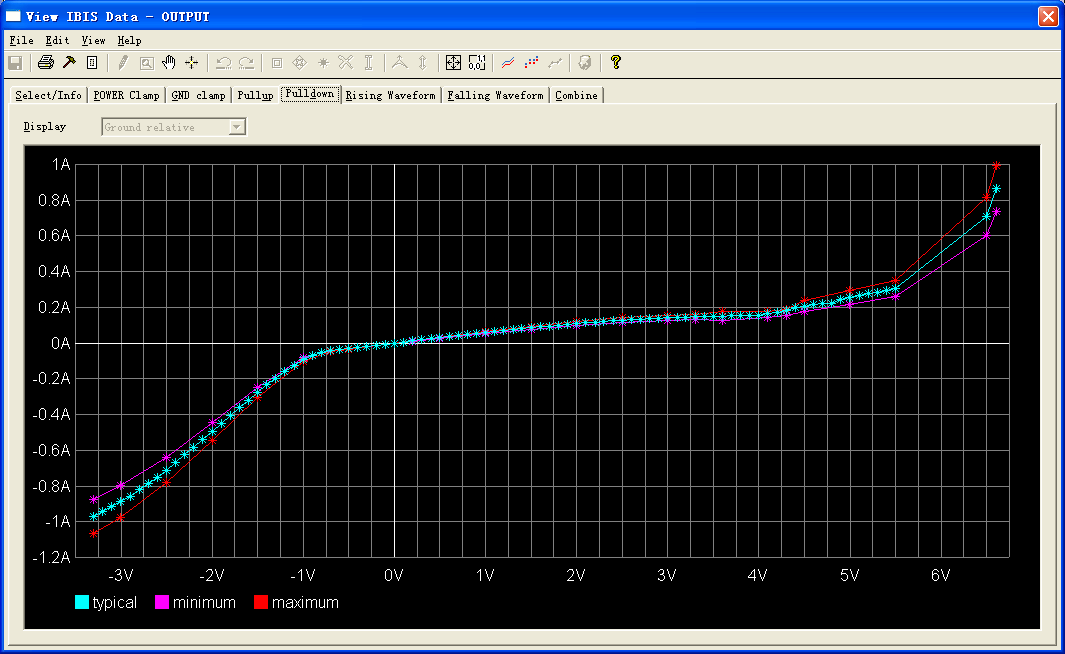 View IBIS Data - OUTPUT
File Edit View Help
Select/Info POWER Clamp GND clamp Pullup Pulldown Rising Waveform Falling Waveform Combine
Display Ground relative
1A
0.8A
0.6A
0.4A
0.2A
0A
-0.2A
-0.4A
-0.6A
-0.8A
-1A
-1.2A
-3V -2V -1V 0V 1V 2V 3V 4V 5V 6V
typical minimum maximum